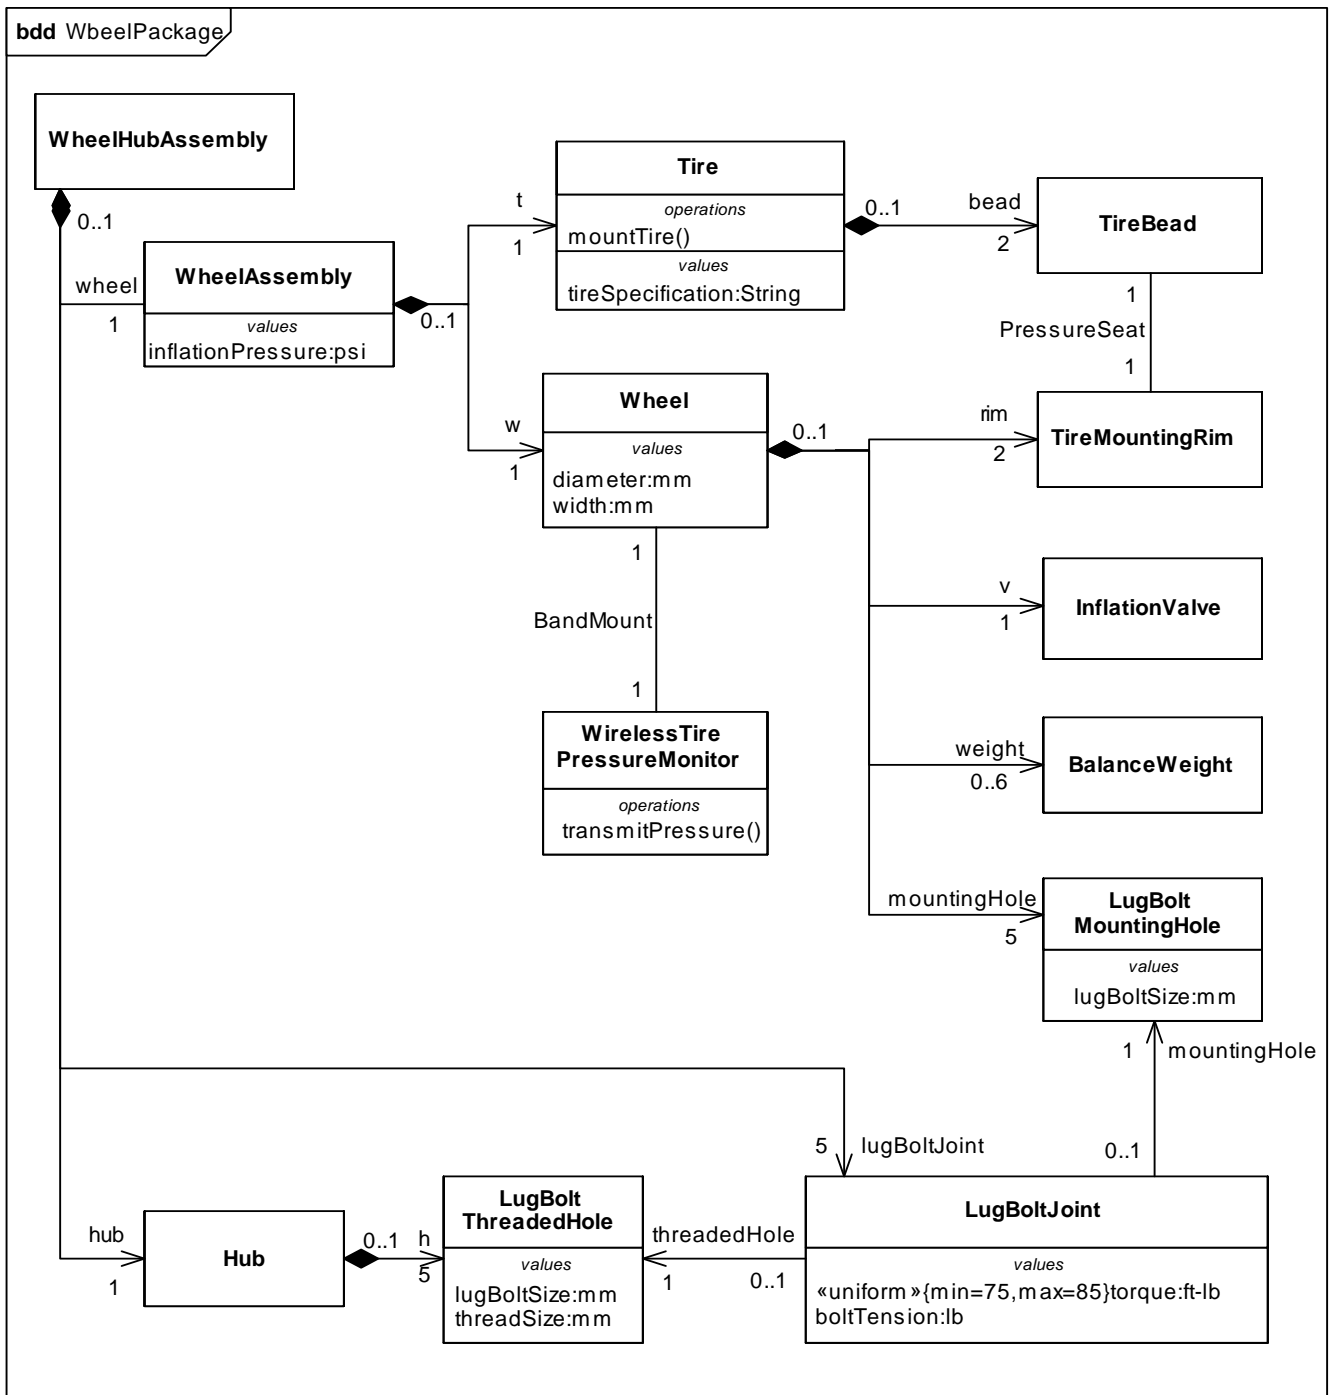 bdd WbeelPackage
WheelHubAssembly
0..1
wheel
1
WheelAssembly
values
inflationPressure:psi
0..1
t
1
Tire
operations
mountTire()
values
tireSpecification:String
0..1
bead
2
TireBead
1
PressureSeat
1
w
1
Wheel
values
diameter:mm
width:mm
0..1
rim
2
TireMountingRim
1
BandMount
1
v
1
InflationValve
WirelessTire
PressureMonitor
operations
transmitPressure()
weight
0..6
BalanceWeight
mountingHole
5
LugBolt
MountingHole
values
lugBoltSize:mm
1
mountingHole
0..1
5
lugBoltJoint
hub
1
Hub
0..1
h
5
LugBolt
ThreadedHole
values
lugBoltSize:mm
threadSize:mm
threadedHole
1
0..1
LugBoltJoint
values
«uniform»{min=75,max=85}torque:ft-lb
boltTension:lb